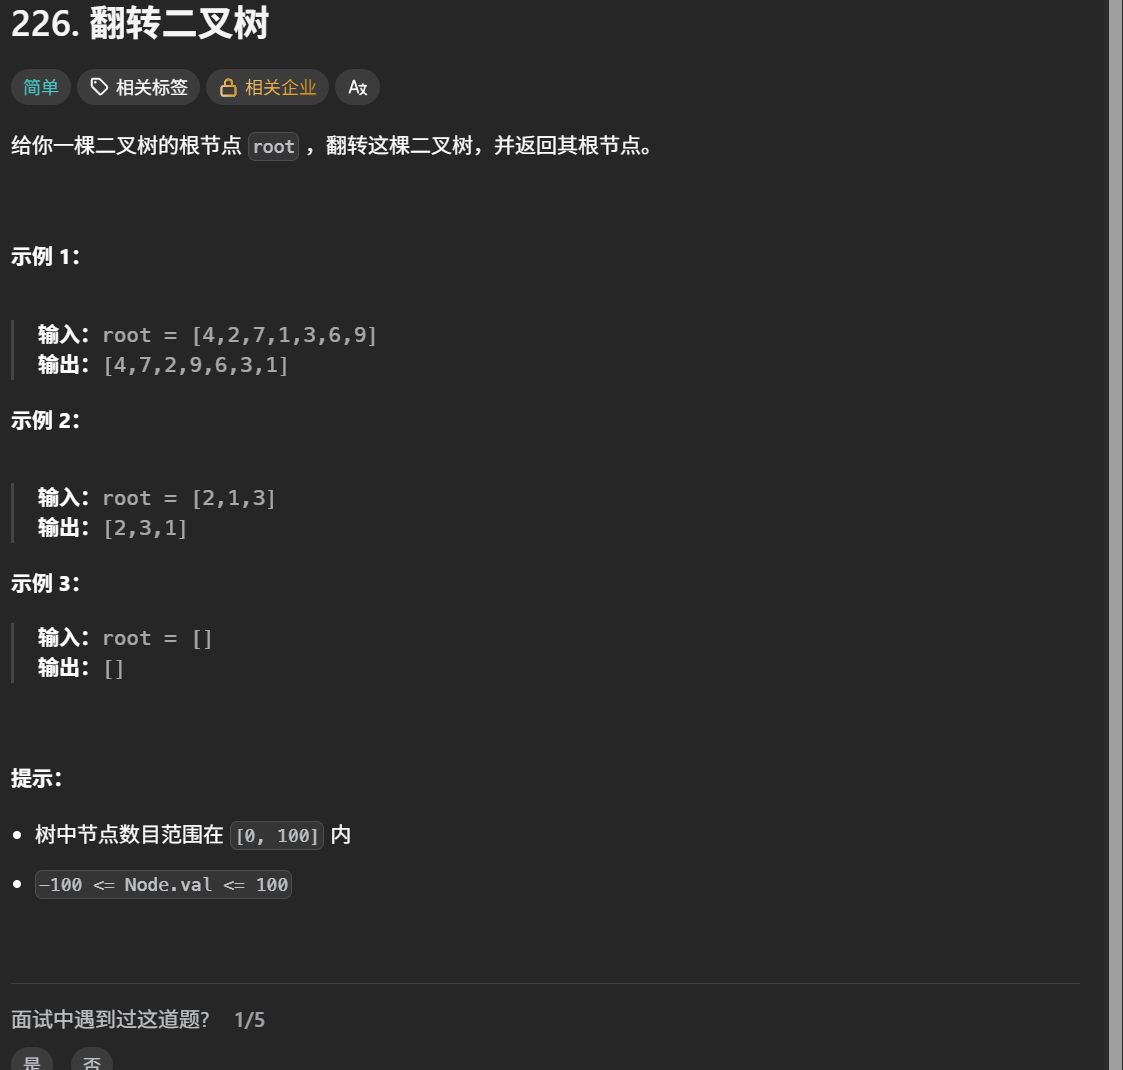 226. 翻转二叉树
简单 相关标签 相关企业 A文
给你一棵二叉树的根节点 root ，翻转这棵二叉树，并返回其根节点。
示例 1：
输入：root = [4,2,7,1,3,6,9]
输出：[4,7,2,9,6,3,1]
示例 2：
输入：root = [2,1,3]
输出：[2,3,1]
示例 3：
输入：root = []
输出：[]
提示：
树中节点数目范围在 [0, 100] 内
-100 <= Node.val <= 100
面试中遇到过这道题? 1/5
是 否